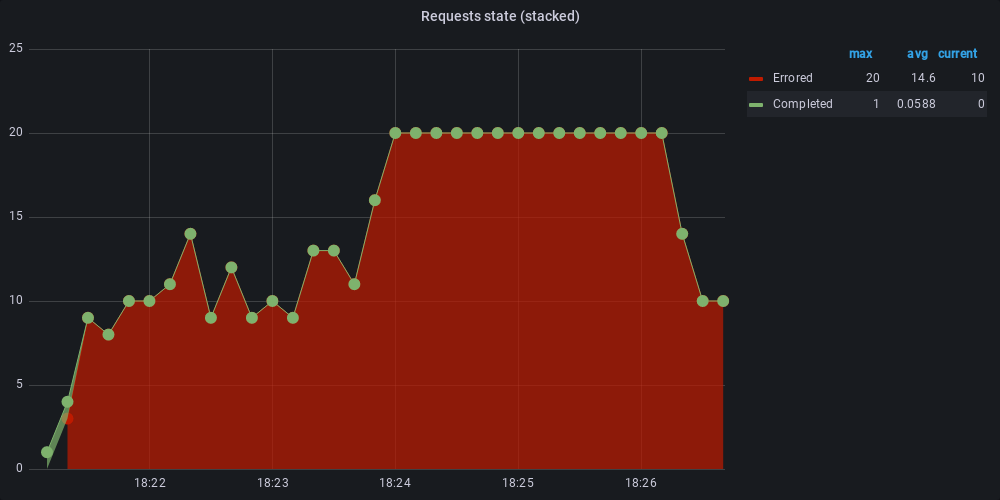 Requests state (stacked)
25
20
15
10
5
0
18:22 18:23 18:24 18:25 18:26
max avg current
Errored 20 14.6 10
Completed 1 0.0588 0